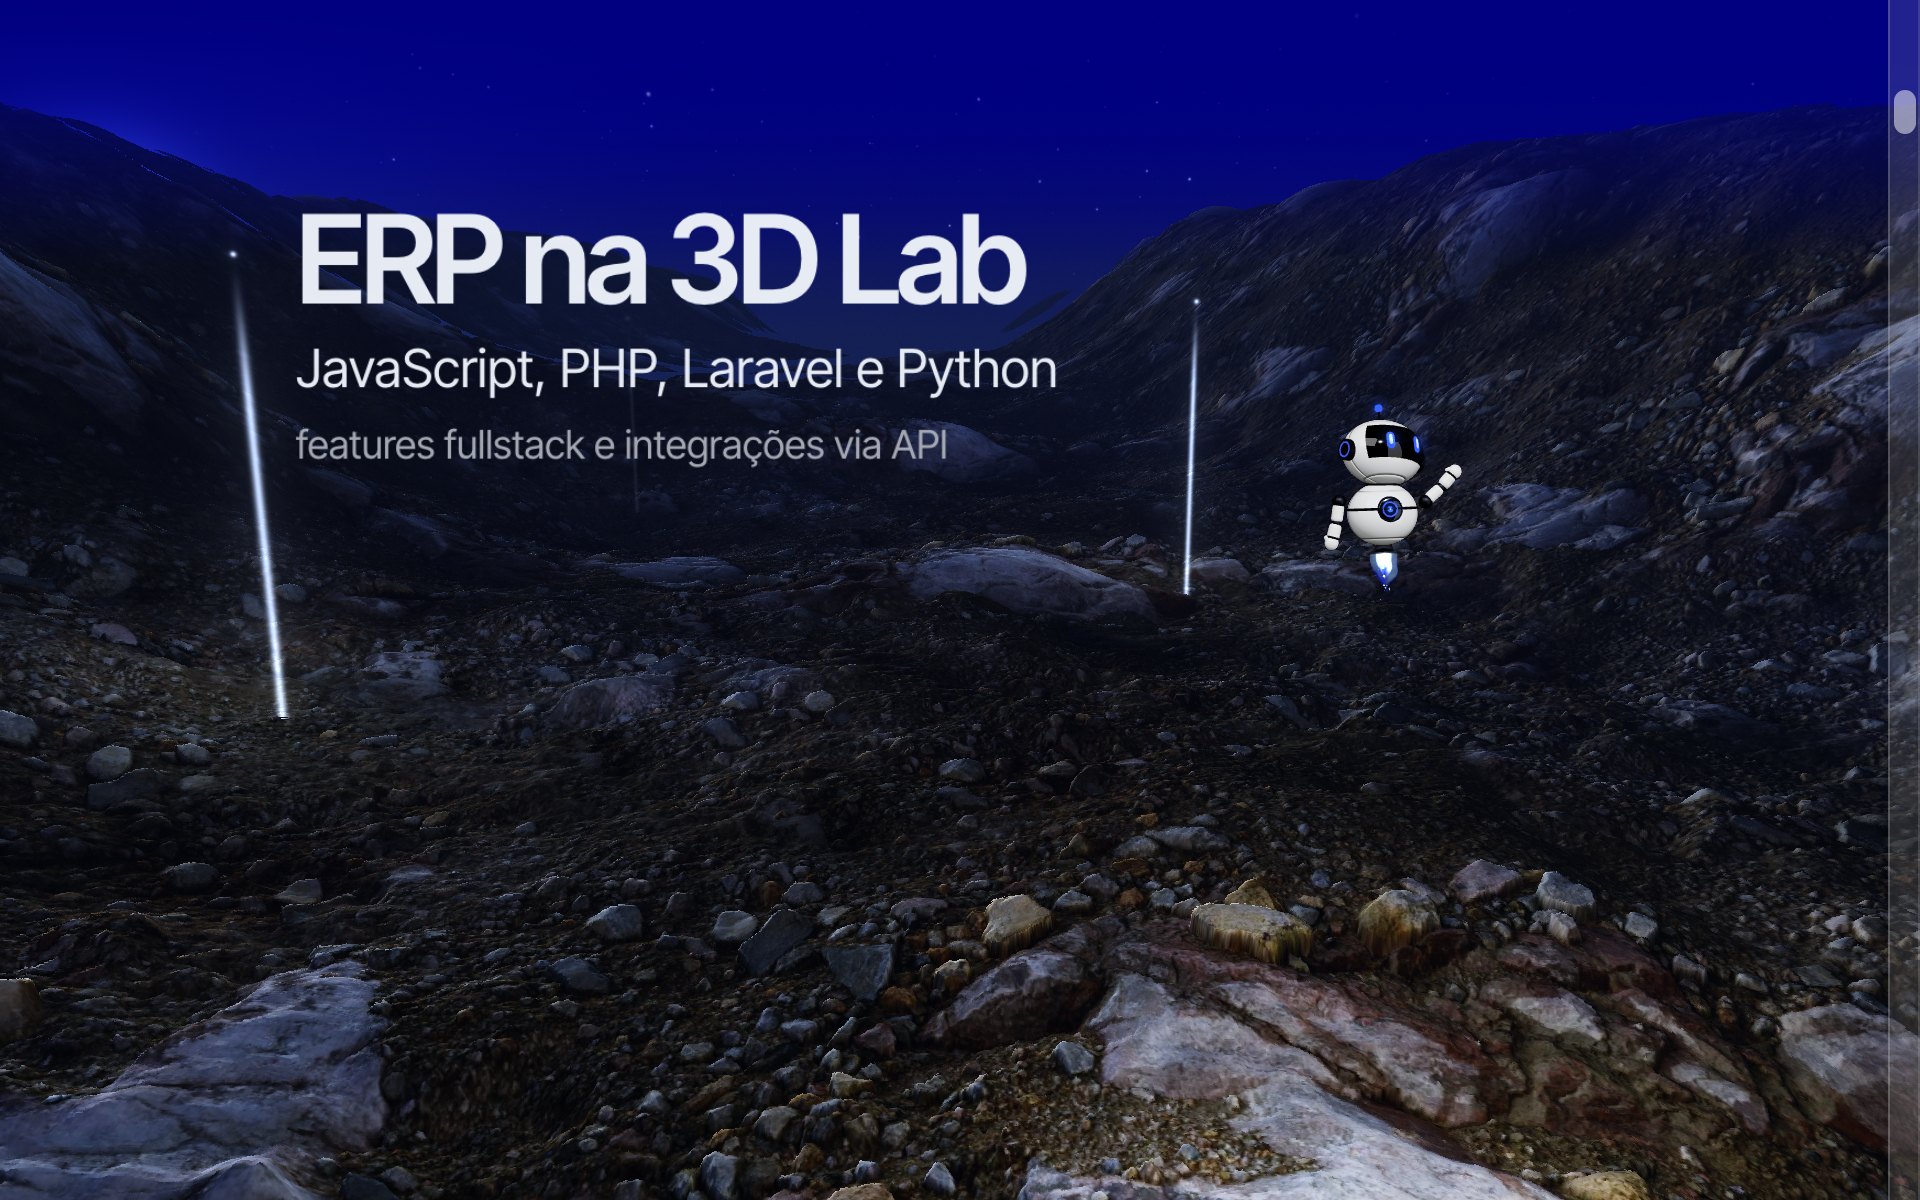 ERP na 3D Lab
JavaScript, PHP, Laravel e Python
features fullstack e integrações via API